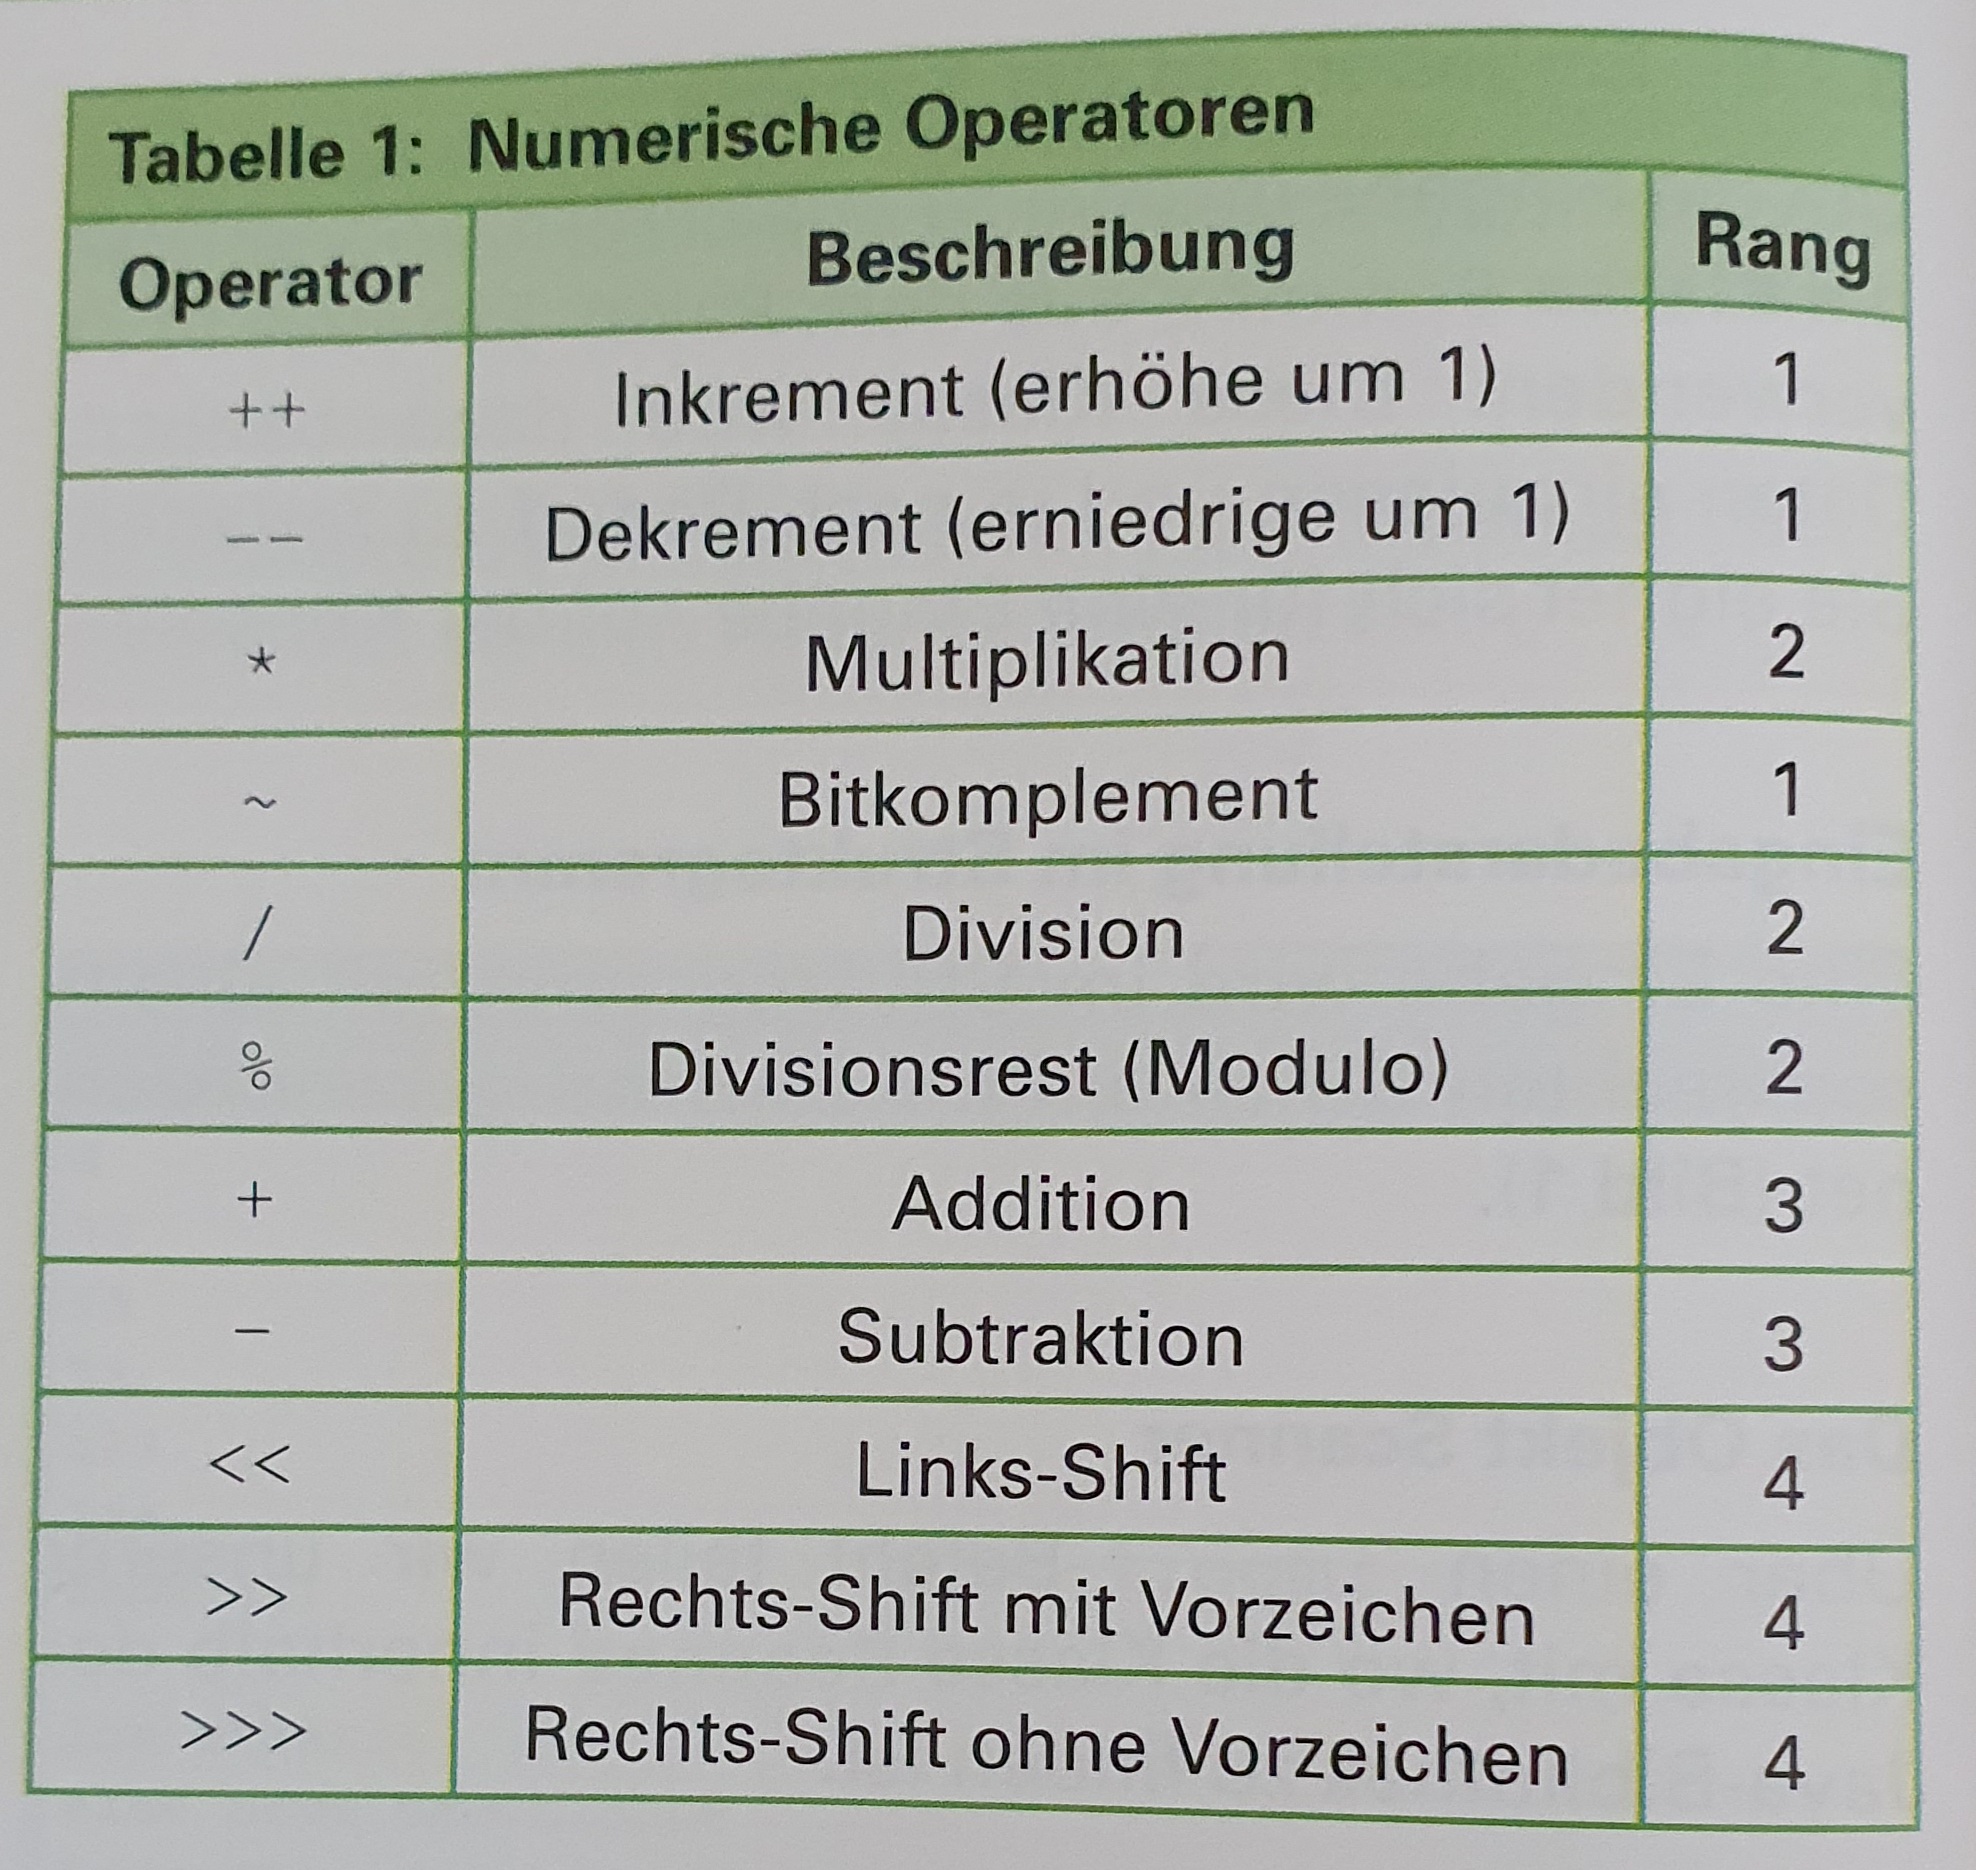 Tabelle 1: Numerische Operatoren
Operator Beschreibung Rang
++ Inkrement (erhöhe um 1) 1
-- Dekrement (erniedrige um 1) 1
* Multiplikation 2
~ Bitkomplement 1
/ Division 2
% Divisionsrest (Modulo) 2
+ Addition 3
- Subtraktion 3
<< Links-Shift 4
>> Rechts-Shift mit Vorzeichen 4
>>> Rechts-Shift ohne Vorzeichen 4